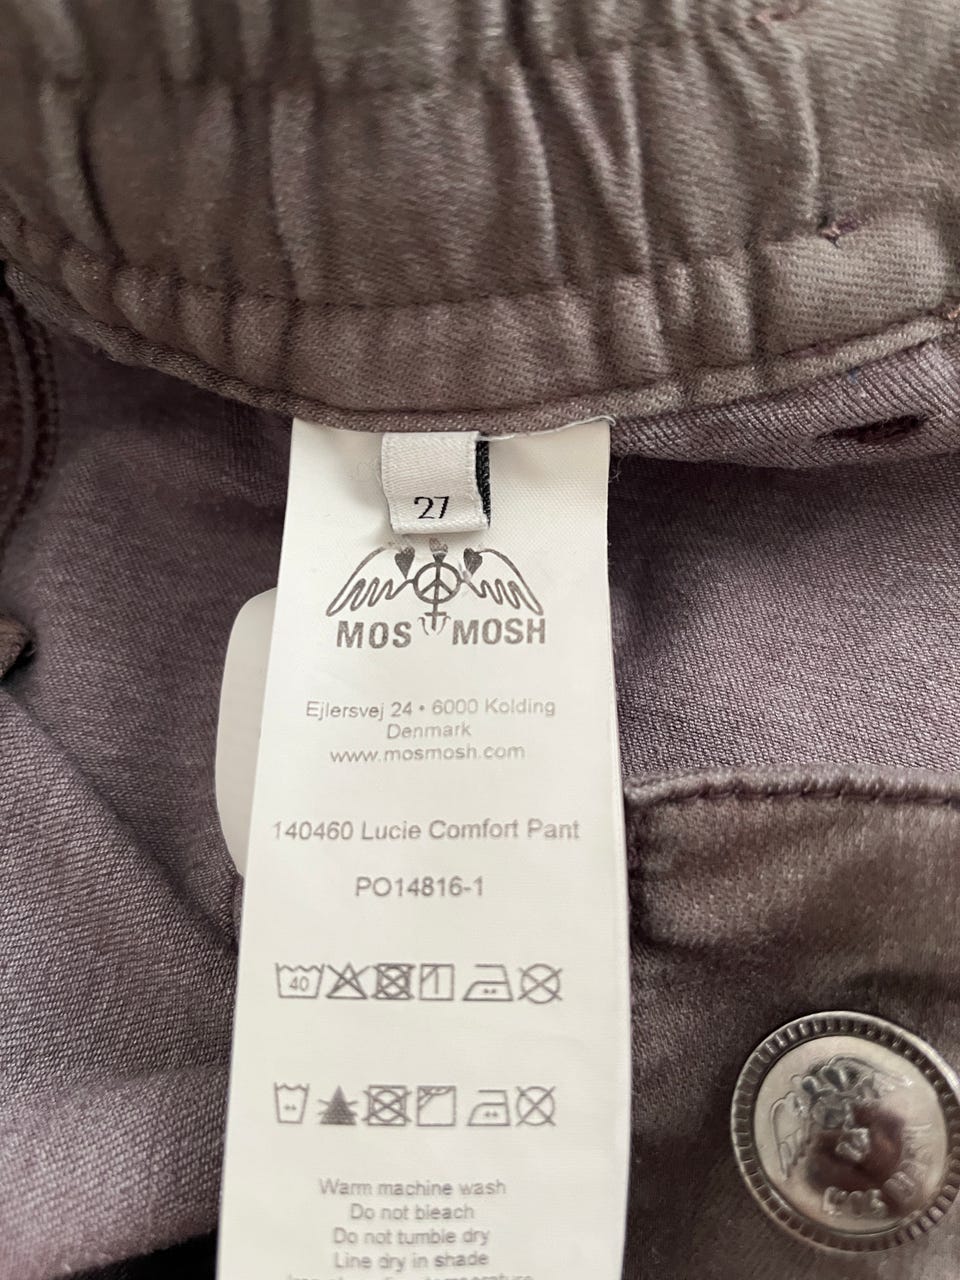 27
MOS MOSH
Ejlersvej 24 • 6000 Kolding
Denmark
www.mosmosh.com
140460 Lucie Comfort Pant
PO14816-1
40
Warm machine wash
Do not bleach
Do not tumble dry
Line dry in shade